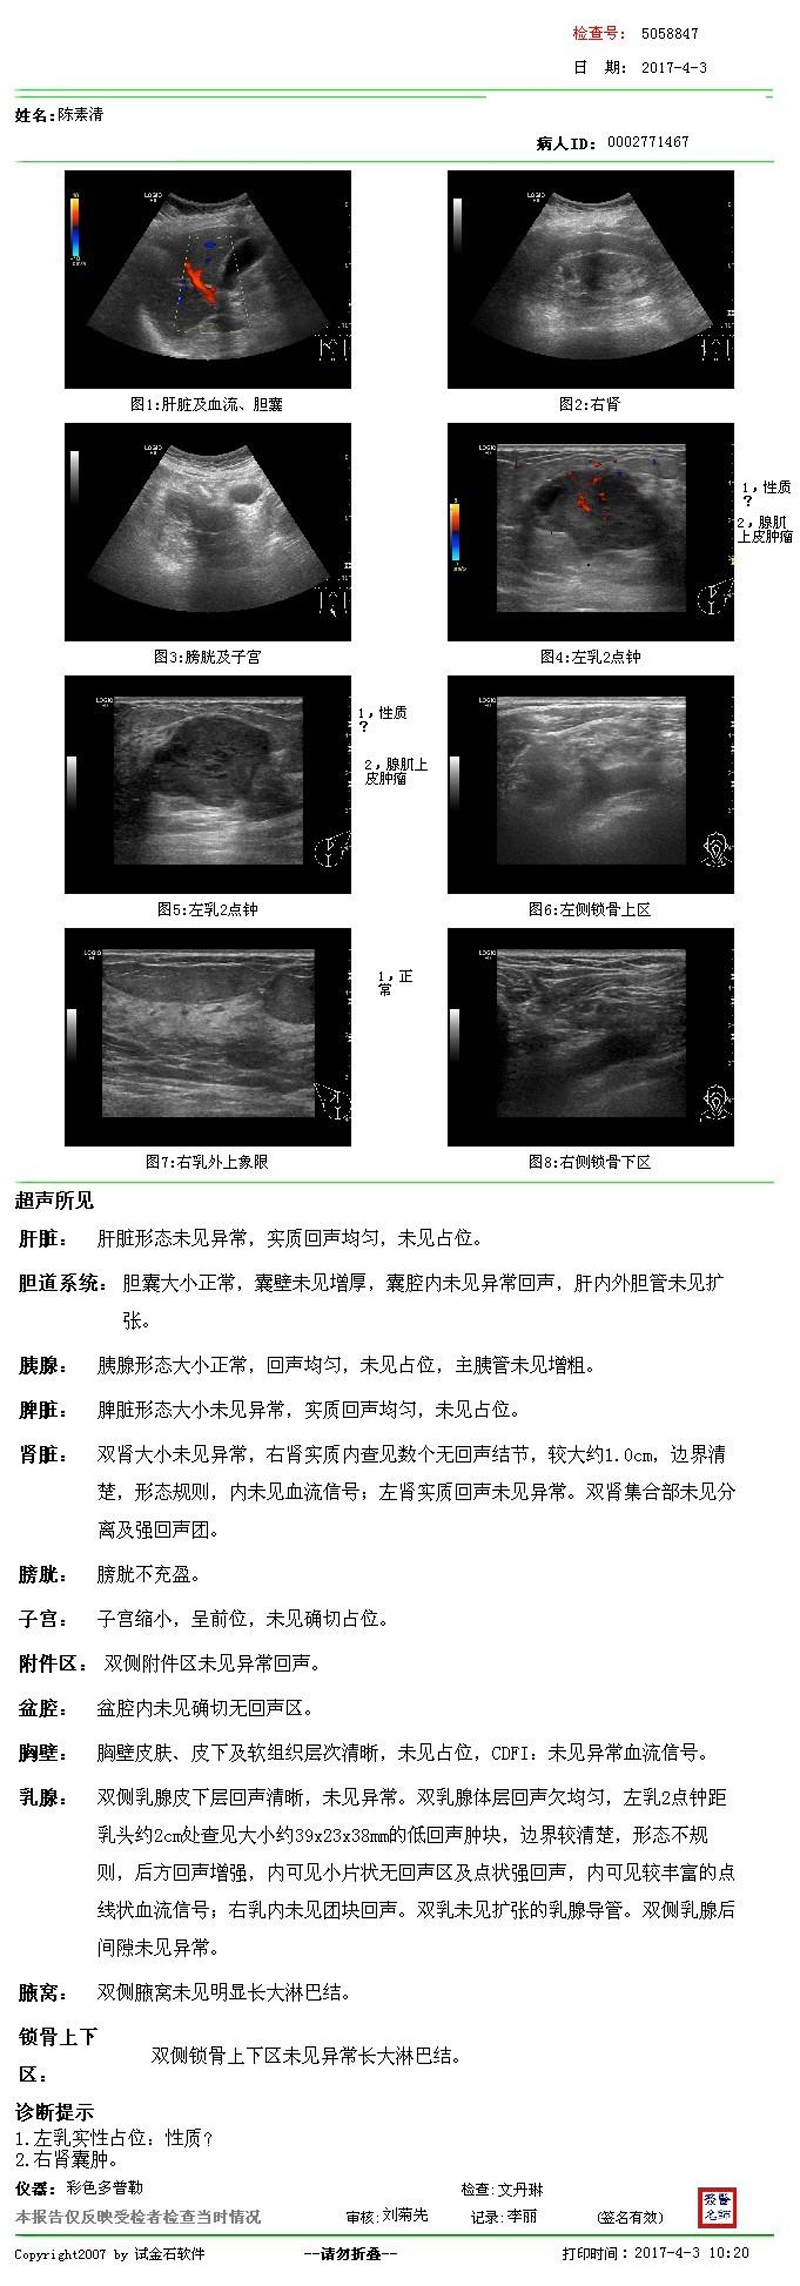 检查号: 5058847
日 期: 2017-4-3
姓名:陈素清
病人ID: 0002771467
LOGIQ
LOGIQ
图1:肝脏及血流、胆囊
图2:右肾
LOGIQ
LOGIQ
1,性质
?
2,腺肌
上皮肿瘤
图3:膀胱及子宫
图4:左乳2点钟
LOGIQ
LOGIQ
1,性质
?
2,腺肌上
皮肿瘤
图5:左乳2点钟
图6:左侧锁骨上区
LOGIQ
LOGIQ
1,正
常
图7:右乳外上象限
图8:右侧锁骨下区
超声所见
肝脏: 肝脏形态未见异常,实质回声均匀,未见占位。
胆道系统: 胆囊大小正常,囊壁未见增厚,囊腔内未见异常回声,肝内外胆管未见扩
张。
胰腺: 胰腺形态大小正常,回声均匀,未见占位,主胰管未见增粗。
脾脏: 脾脏形态大小未见异常,实质回声均匀,未见占位。
肾脏: 双肾大小未见异常,右肾实质内查见数个无回声结节,较大约1.0cm,边界清
楚,形态规则,内未见血流信号;左肾实质回声未见异常。双肾集合部未见分
离及强回声团。
膀胱: 膀胱不充盈。
子宫: 子宫缩小,呈前位,未见确切占位。
附件区: 双侧附件区未见异常回声。
盆腔: 盆腔内未见确切无回声区。
胸壁: 胸壁皮肤、皮下及软组织层次清晰,未见占位,CDFI: 未见异常血流信号。
乳腺: 双侧乳腺皮下层回声清晰,未见异常。双乳腺体层回声欠均匀,左乳2点钟距
乳头约2cm处查见大小约39x23x38mm的低回声肿块,边界较清楚,形态不规
则,后方回声增强,内可见小片状无回声区及点状强回声,内可见较丰富的点
线状血流信号;右乳内未见团块回声。双乳未见扩张的乳腺导管。双侧乳腺后
间隙未见异常。
腋窝: 双侧腋窝未见明显长大淋巴结。
锁骨上下
区: 双侧锁骨上下区未见异常长大淋巴结。
诊断提示
1.左乳实性占位: 性质?
2.右肾囊肿。
仪器: 彩色多普勒 检查:文丹琳
本报告仅反映受检者检查当时情况 审核:刘菊先 记录:李丽 (签名有效)
Copyright2007 by 试金石软件 --请勿折叠-- 打印时间: 2017-4-3 10:20